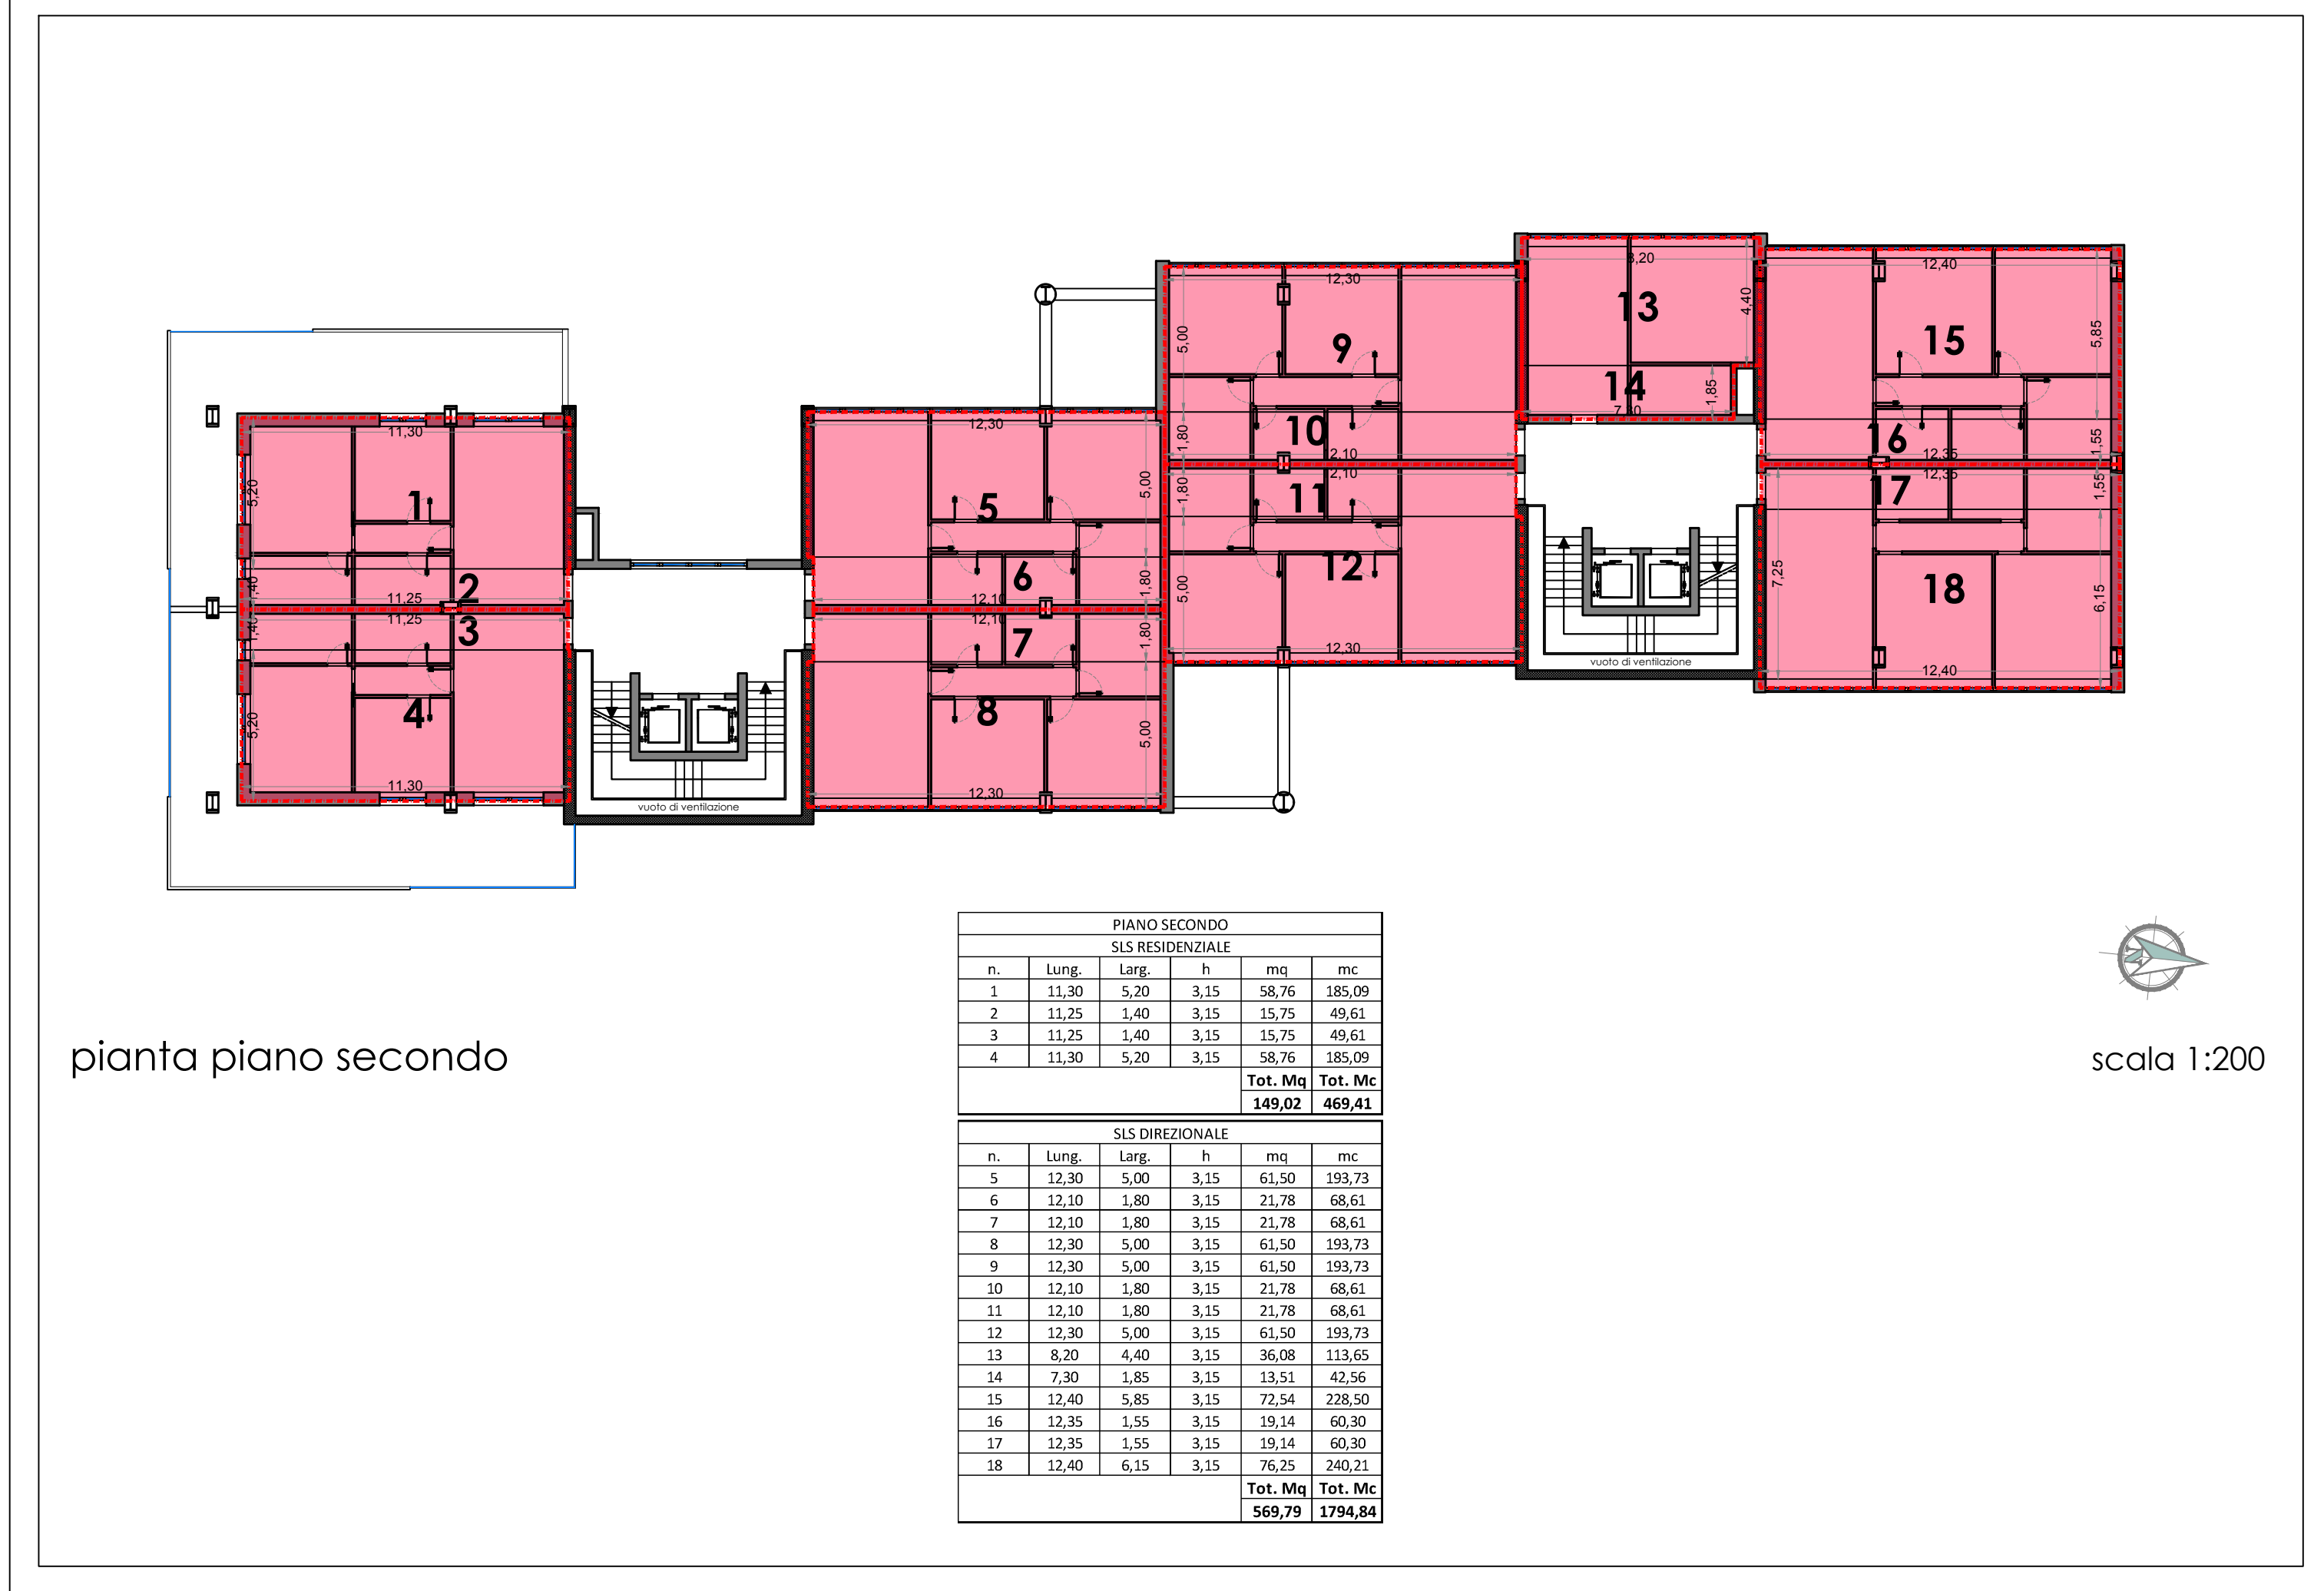 8,20
12,40
12,30
4,40
13
5,85
5,00
9
15
14
1,85
11,30
12,30
10
1,80
16
1,55
2,10
12,35
5,20
1
5
5,00
1,80
11
2,10
17
12,35
1,55
12
5,00
7,25
18
6,15
1,40
2
11,25
6
1,80
12,10
1,40
3
11,25
7
1,80
12,10
12,30
vuoto di ventilazione
12,40
4
5,20
8
5,00
11,30
12,30
vuoto di ventilazione
PIANO SECONDO
SLS RESIDENZIALE
n. Lung. Larg. h mq mc
1 11,30 5,20 3,15 58,76 185,09
2 11,25 1,40 3,15 15,75 49,61
3 11,25 1,40 3,15 15,75 49,61
4 11,30 5,20 3,15 58,76 185,09
Tot. Mq Tot. Mc
149,02 469,41
SLS DIREZIONALE
n. Lung. Larg. h mq mc
5 12,30 5,00 3,15 61,50 193,73
6 12,10 1,80 3,15 21,78 68,61
7 12,10 1,80 3,15 21,78 68,61
8 12,30 5,00 3,15 61,50 193,73
9 12,30 5,00 3,15 61,50 193,73
10 12,10 1,80 3,15 21,78 68,61
11 12,10 1,80 3,15 21,78 68,61
12 12,30 5,00 3,15 61,50 193,73
13 8,20 4,40 3,15 36,08 113,65
14 7,30 1,85 3,15 13,51 42,56
15 12,40 5,85 3,15 72,54 228,50
16 12,35 1,55 3,15 19,14 60,30
17 12,35 1,55 3,15 19,14 60,30
18 12,40 6,15 3,15 76,25 240,21
Tot. Mq Tot. Mc
569,79 1794,84
pianta piano secondo
scala 1:200